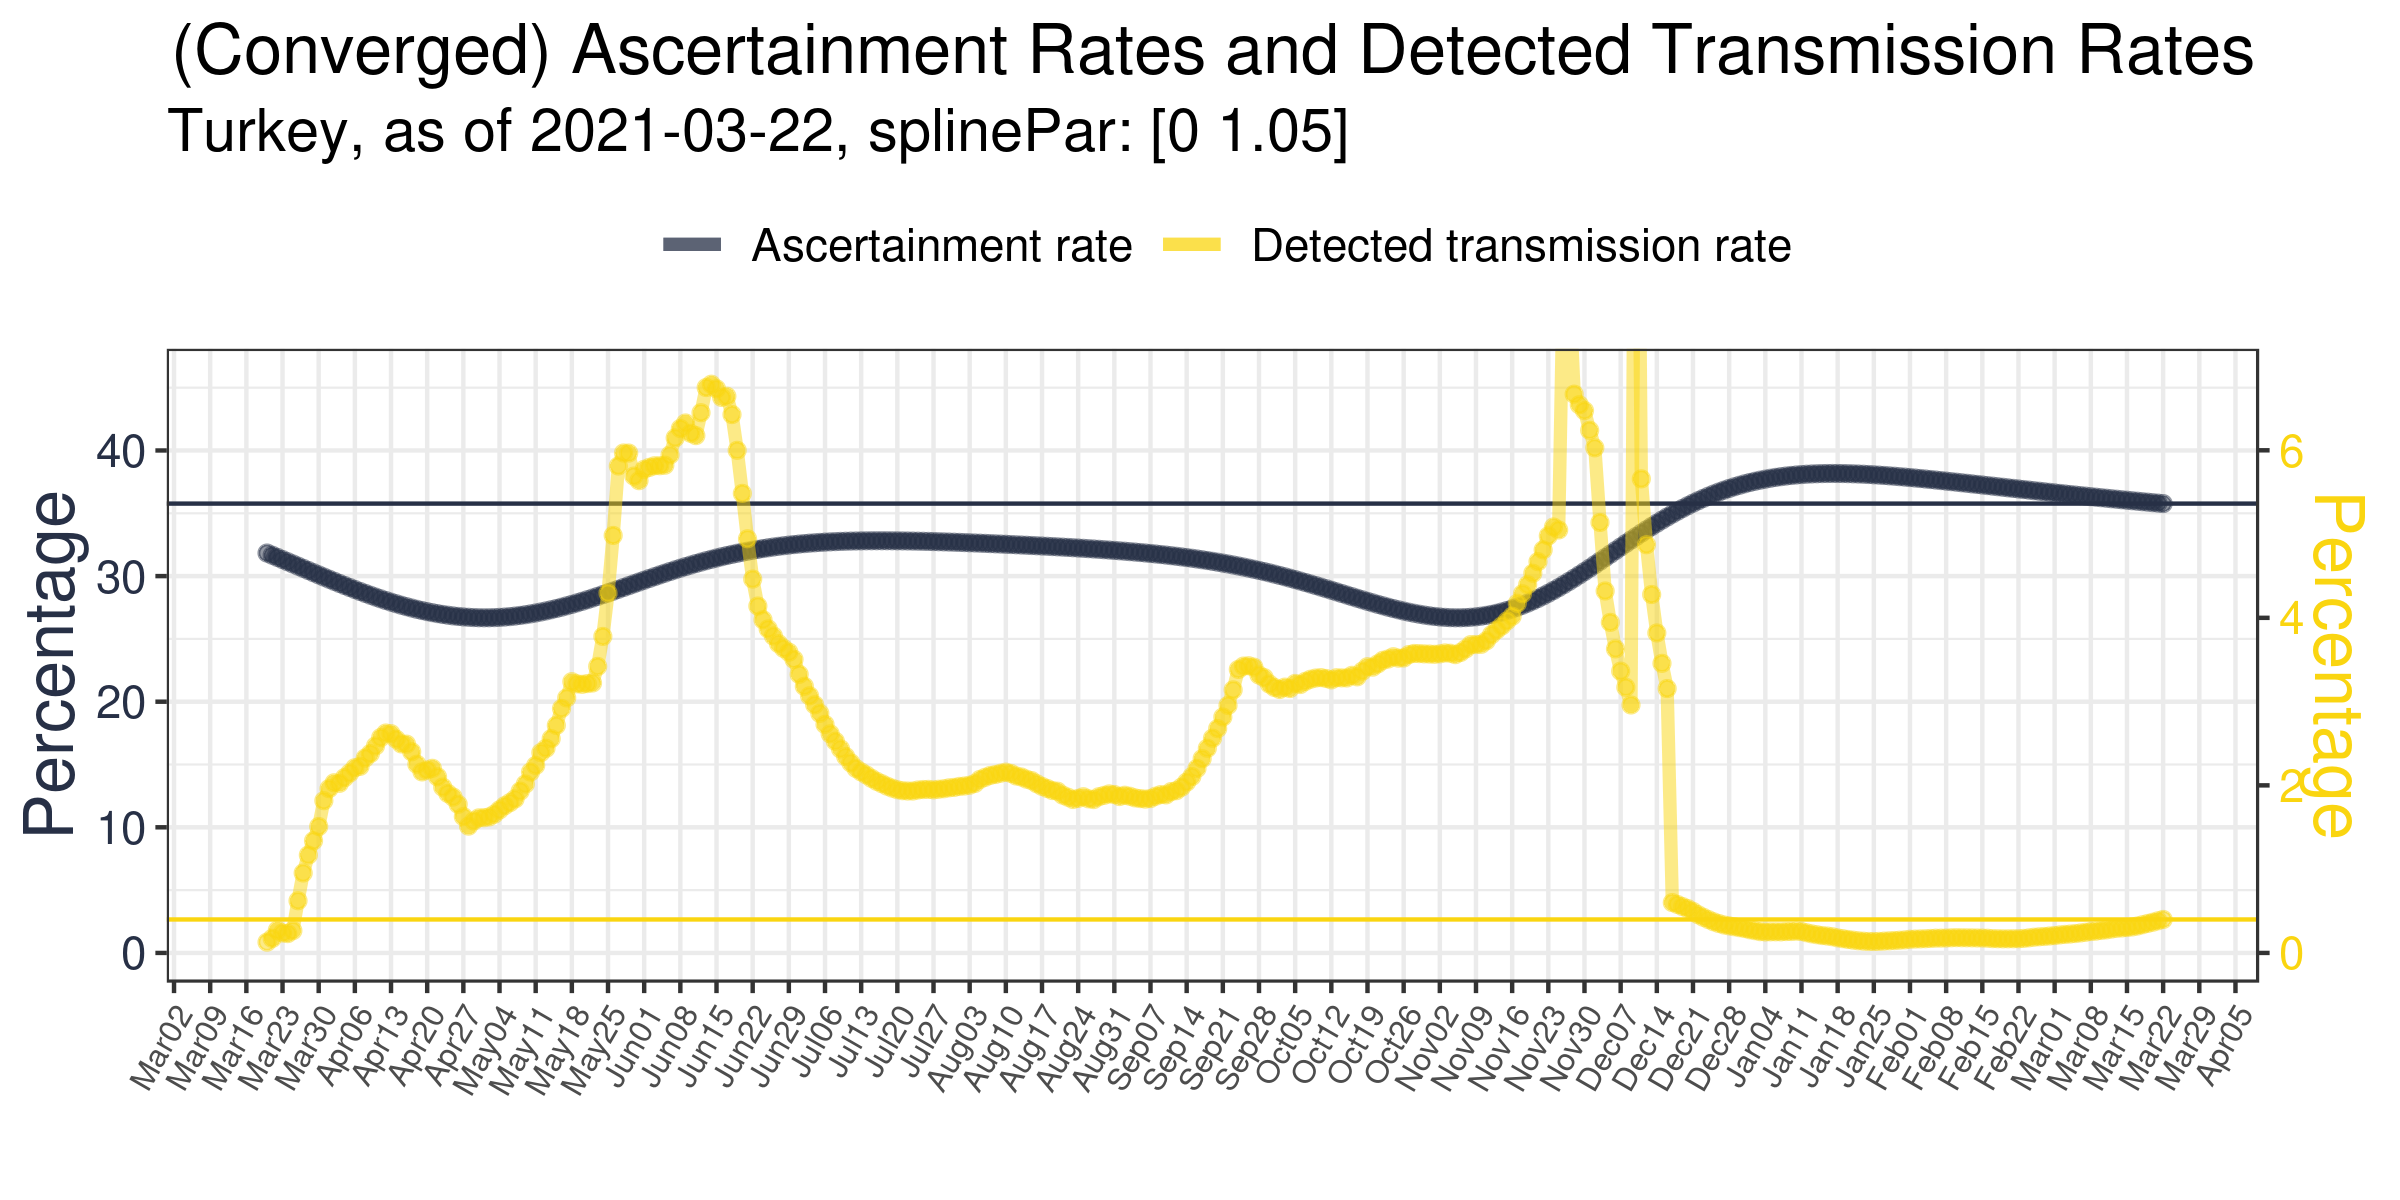 (Converged) Ascertainment Rates and Detected Transmission Rates
Turkey, as of 2021-03-22, splinePar: [0 1.05]
Ascertainment rate
Detected transmission rate
Percentage
40
30
20
10
0
6
4
2
0
Percentage
Mar02
Mar09
Mar16
Mar23
Mar30
Apr06
Apr13
Apr20
Apr27
May04
May11
May18
May25
Jun01
Jun08
Jun15
Jun22
Jun29
Jul06
Jul13
Jul20
Jul27
Aug03
Aug10
Aug17
Aug24
Aug31
Sep07
Sep14
Sep21
Sep28
Oct05
Oct12
Oct19
Oct26
Nov02
Nov09
Nov16
Nov23
Nov30
Dec07
Dec14
Dec21
Dec28
Jan04
Jan11
Jan18
Jan25
Feb01
Feb08
Feb15
Feb22
Mar01
Mar08
Mar15
Mar22
Mar29
Apr05